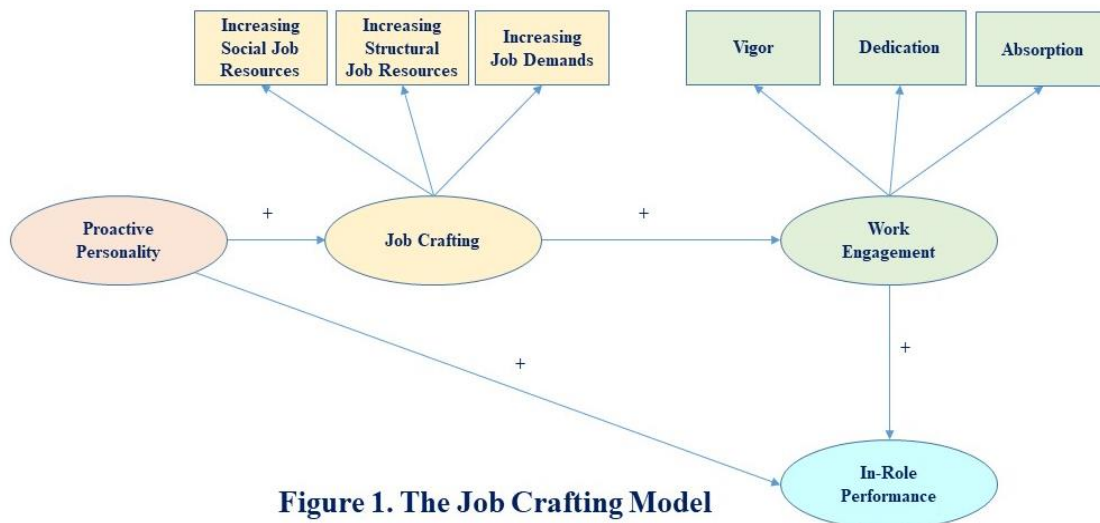 Increasing
Social Job
Resources
Increasing
Structural
Job Resources
Increasing
Job Demands
Vigor
Dedication
Absorption
Proactive
Personality
+
Job Crafting
+
Work
Engagement
+
+
In-Role
Performance
Figure 1. The Job Crafting Model